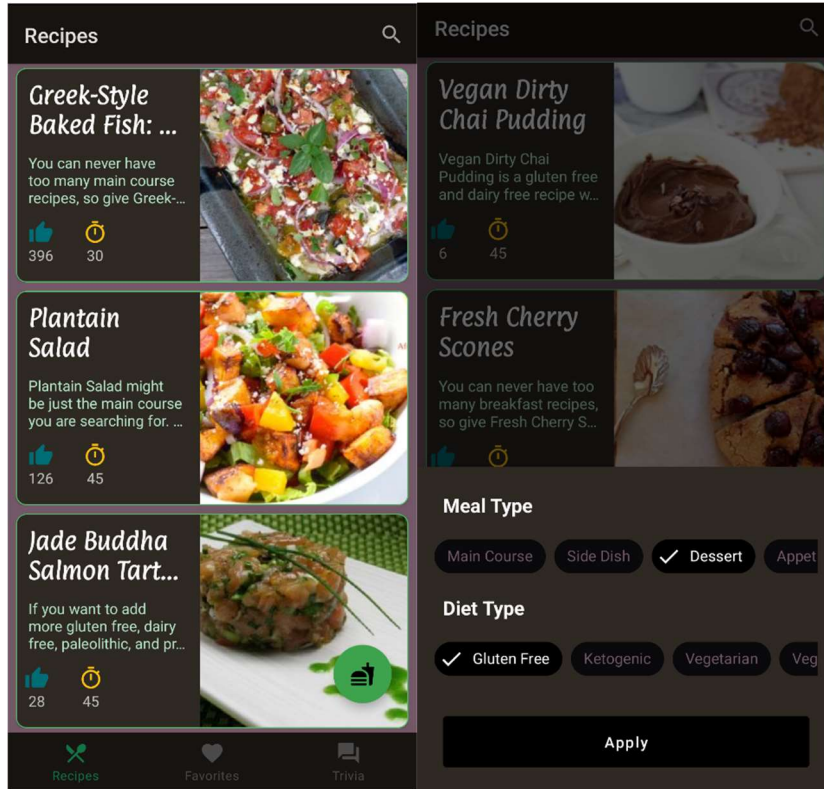 Recipes
Greek-Style
Baked Fish: ...
You can never have
too many main course
recipes, so give Greek-...
396 30
Plantain
Salad
Plantain Salad might
be just the main course
you are searching for. ...
126 45
Jade Buddha
Salmon Tart...
If you want to add
more gluten free, dairy
free, paleolithic, and pr...
28 45
Recipes Favorites Trivia
Recipes
Vegan Dirty
Chai Pudding
Vegan Dirty Chai
Pudding is a gluten free
and dairy free recipe w...
6 45
Fresh Cherry
Scones
You can never have too
many breakfast recipes,
so give Fresh Cherry S...
Meal Type
Main Course Side Dish Dessert Appet
Diet Type
Gluten Free Ketogenic Vegetarian Veg
Apply